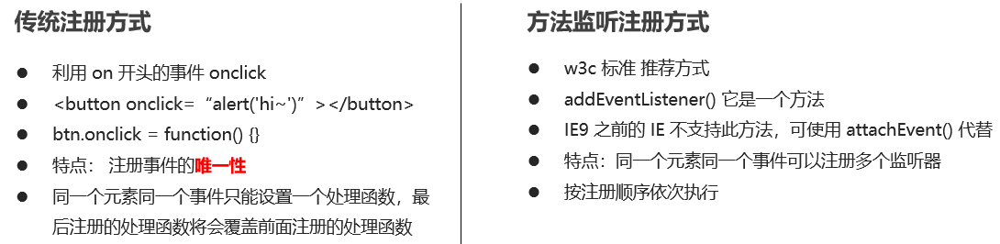 传统注册方式
利用 on 开头的事件 onclick
<button onclick=“alert('hi~')”></button>
btn.onclick = function() {}
特点： 注册事件的唯一性
同一个元素同一个事件只能设置一个处理函数，最
后注册的处理函数将会覆盖前面注册的处理函数
方法监听注册方式
w3c 标准 推荐方式
addEventListener() 它是一个方法
IE9 之前的 IE 不支持此方法，可使用 attachEvent() 代替
特点：同一个元素同一个事件可以注册多个监听器
按注册顺序依次执行